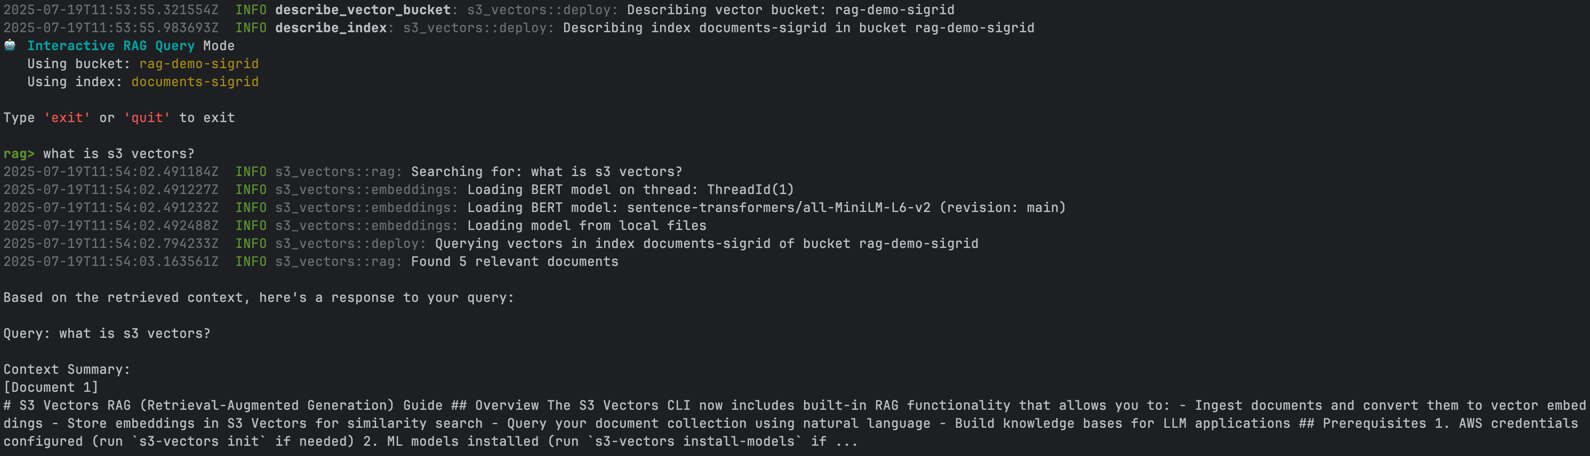 2025-07-19T11:53:55.321554Z  INFO describe_vector_bucket: s3_vectors::deploy: Describing vector bucket: rag-demo-sigrid
2025-07-19T11:53:55.983693Z  INFO describe_index: s3_vectors::deploy: Describing index documents-sigrid in bucket rag-demo-sigrid
🤖 Interactive RAG Query Mode
   Using bucket: rag-demo-sigrid
   Using index: documents-sigrid
Type 'exit' or 'quit' to exit
rag> what is s3 vectors?
2025-07-19T11:54:02.491184Z  INFO s3_vectors::rag: Searching for: what is s3 vectors?
2025-07-19T11:54:02.491227Z  INFO s3_vectors::embeddings: Loading BERT model on thread: ThreadId(1)
2025-07-19T11:54:02.491232Z  INFO s3_vectors::embeddings: Loading BERT model: sentence-transformers/all-MiniLM-L6-v2 (revision: main)
2025-07-19T11:54:02.492488Z  INFO s3_vectors::embeddings: Loading model from local files
2025-07-19T11:54:02.794233Z  INFO s3_vectors::deploy: Querying vectors in index documents-sigrid of bucket rag-demo-sigrid
2025-07-19T11:54:03.163561Z  INFO s3_vectors::rag: Found 5 relevant documents
Based on the retrieved context, here's a response to your query:
Query: what is s3 vectors?
Context Summary:
[Document 1]
# S3 Vectors RAG (Retrieval-Augmented Generation) Guide ## Overview The S3 Vectors CLI now includes built-in RAG functionality that allows you to: - Ingest documents and convert them to vector embed
dings - Store embeddings in S3 Vectors for similarity search - Query your document collection using natural language - Build knowledge bases for LLM applications ## Prerequisites 1. AWS credentials
configured (run `s3-vectors init` if needed) 2. ML models installed (run `s3-vectors install-models` if ...